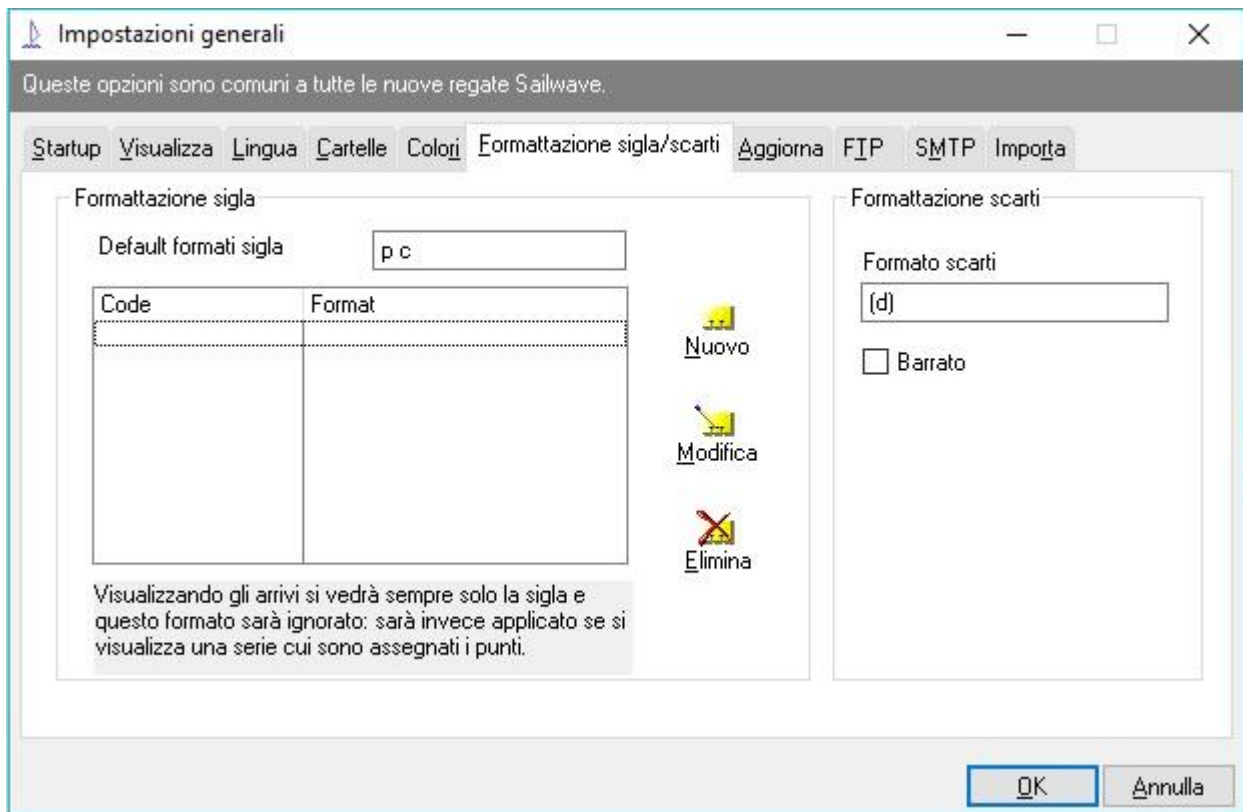 Impostazioni generali
Queste opzioni sono comuni a tutte le nuove regate Sailwave.
Startup Visualizza Lingua Cartelle Colori Formattazione sigla/scarti Aggiorna FTP SMTP Importa
Formattazione sigla
Default formati sigla
p c
Code Format
Nuovo
Modifica
Elimina
Visualizzando gli arrivi si vedrà sempre solo la sigla e
questo formato sarà ignorato: sarà invece applicato se si
visualizza una serie cui sono assegnati i punti.
Formattazione scarti
Formato scarti
(d)
Barrato
OK Annulla